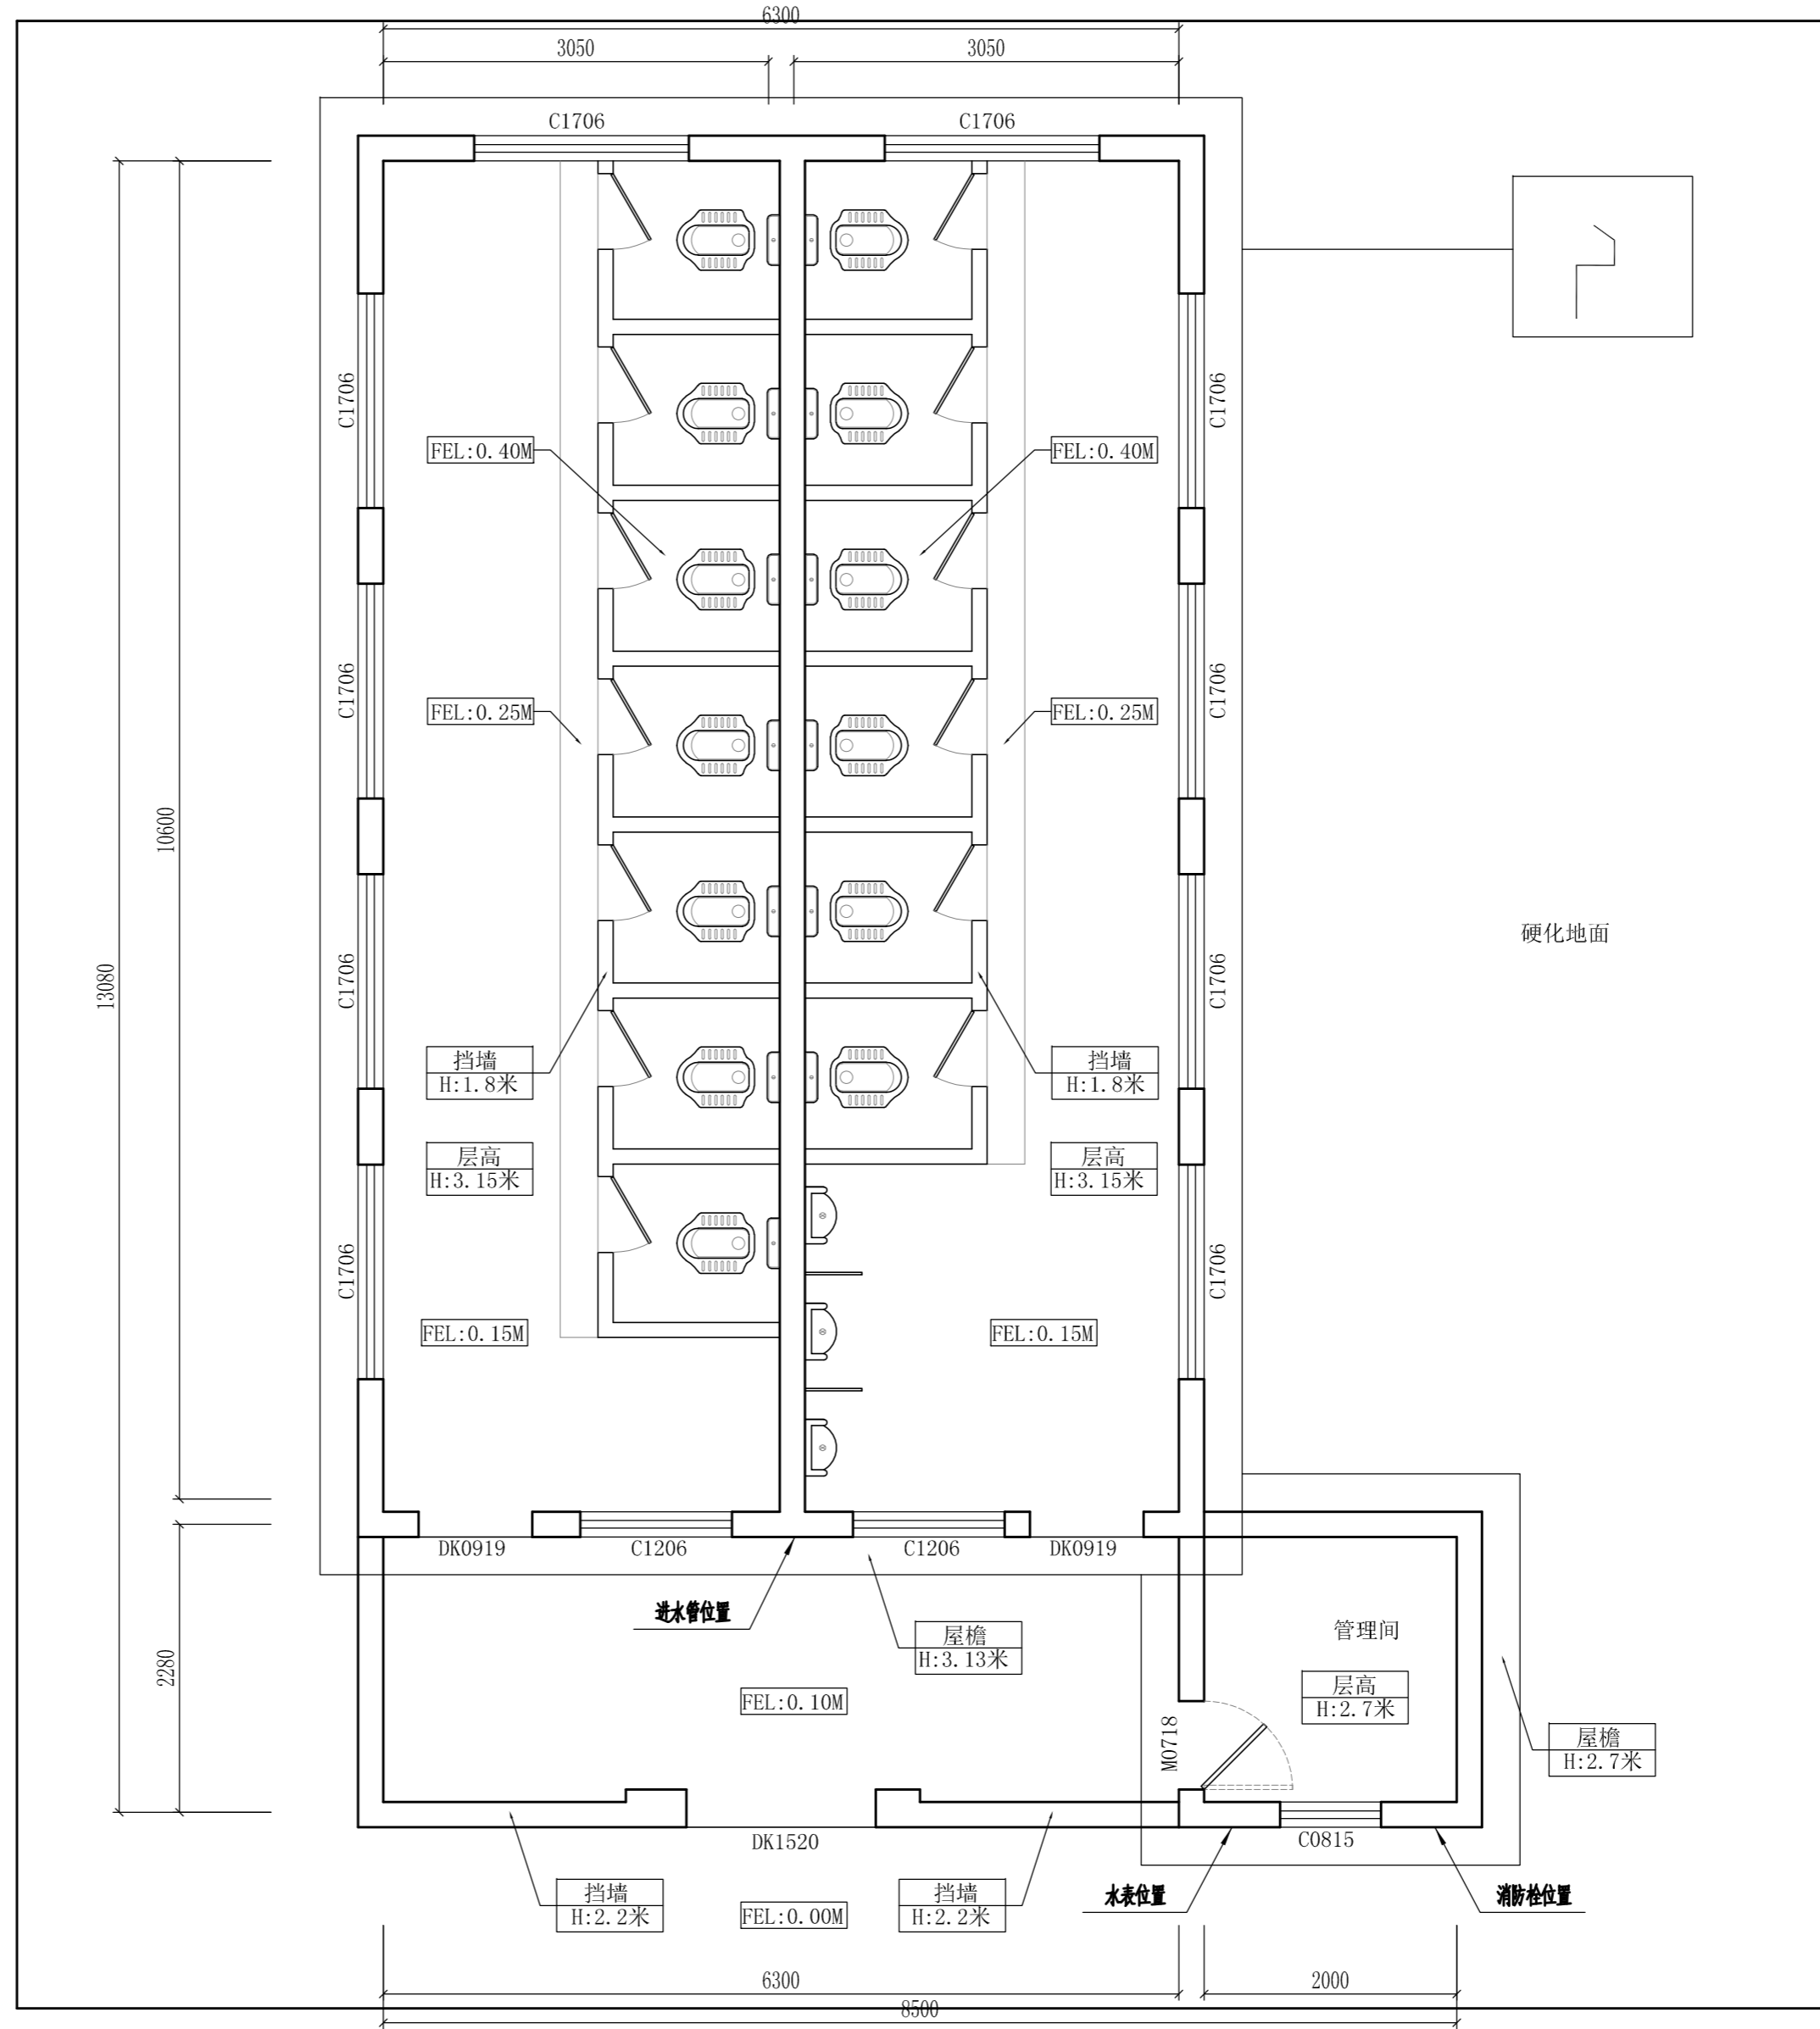 6300
3050
3050
C1706
C1706
C1706
C1706
FEL:0.40M
FEL:0.40M
C1706
C1706
FEL:0.25M
FEL:0.25M
10600
13080
硬化地面
C1706
C1706
挡墙
H:1.8米
挡墙
H:1.8米
层高
H:3.15米
层高
H:3.15米
C1706
C1706
FEL:0.15M
FEL:0.15M
DK0919
C1206
C1206
DK0919
进水管位置
屋檐
H:3.13米
管理间
2280
层高
H:2.7米
FEL:0.10M
M0718
屋檐
H:2.7米
DK1520
C0815
挡墙
H:2.2米
FEL:0.00M
挡墙
H:2.2米
水表位置
消防栓位置
6300
2000
8500